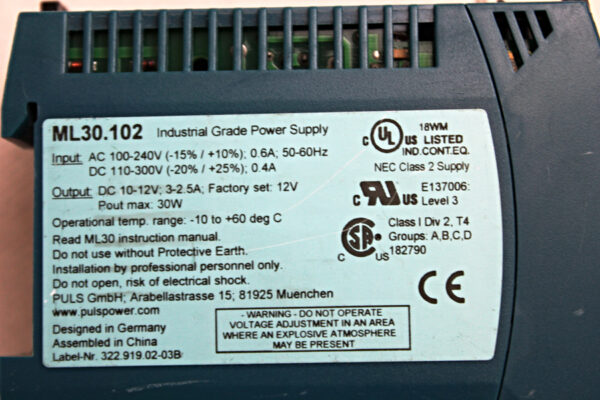 ML30.102 Industrial Grade Power Supply
Input: AC 100-240V (-15% / +10%); 0.6A; 50-60Hz
DC 110-300V (-20% / +25%); 0.4A
Output: DC 10-12V; 3-2.5A; Factory set: 12V
Pout max: 30W
Operational temp. range: -10 to +60 deg C
Read ML30 instruction manual.
Do not use without Protective Earth.
Installation by professional personnel only.
Do not open, risk of electrical shock.
PULS GmbH; Arabellastrasse 15; 81925 Muenchen
www.pulspower.com
Designed in Germany
Assembled in China
Label-Nr. 322.919.02-03B
- WARNING - DO NOT OPERATE
VOLTAGE ADJUSTMENT IN AN AREA
WHERE AN EXPLOSIVE ATMOSPHERE
MAY BE PRESENT
18WM
C UL US LISTED
IND.CONT.EQ.
NEC Class 2 Supply
C RU US E137006:
Level 3
Class I Div 2, T4
Groups: A,B,C,D
C SA US 182790
CE